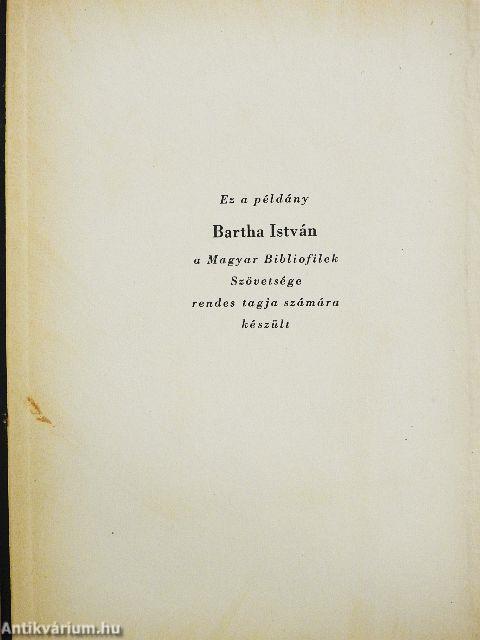 Ez a példány
Bartha István
a Magyar Bibliofilek
Szövetsége
rendes tagja számára
készült
Antikvárium.hu